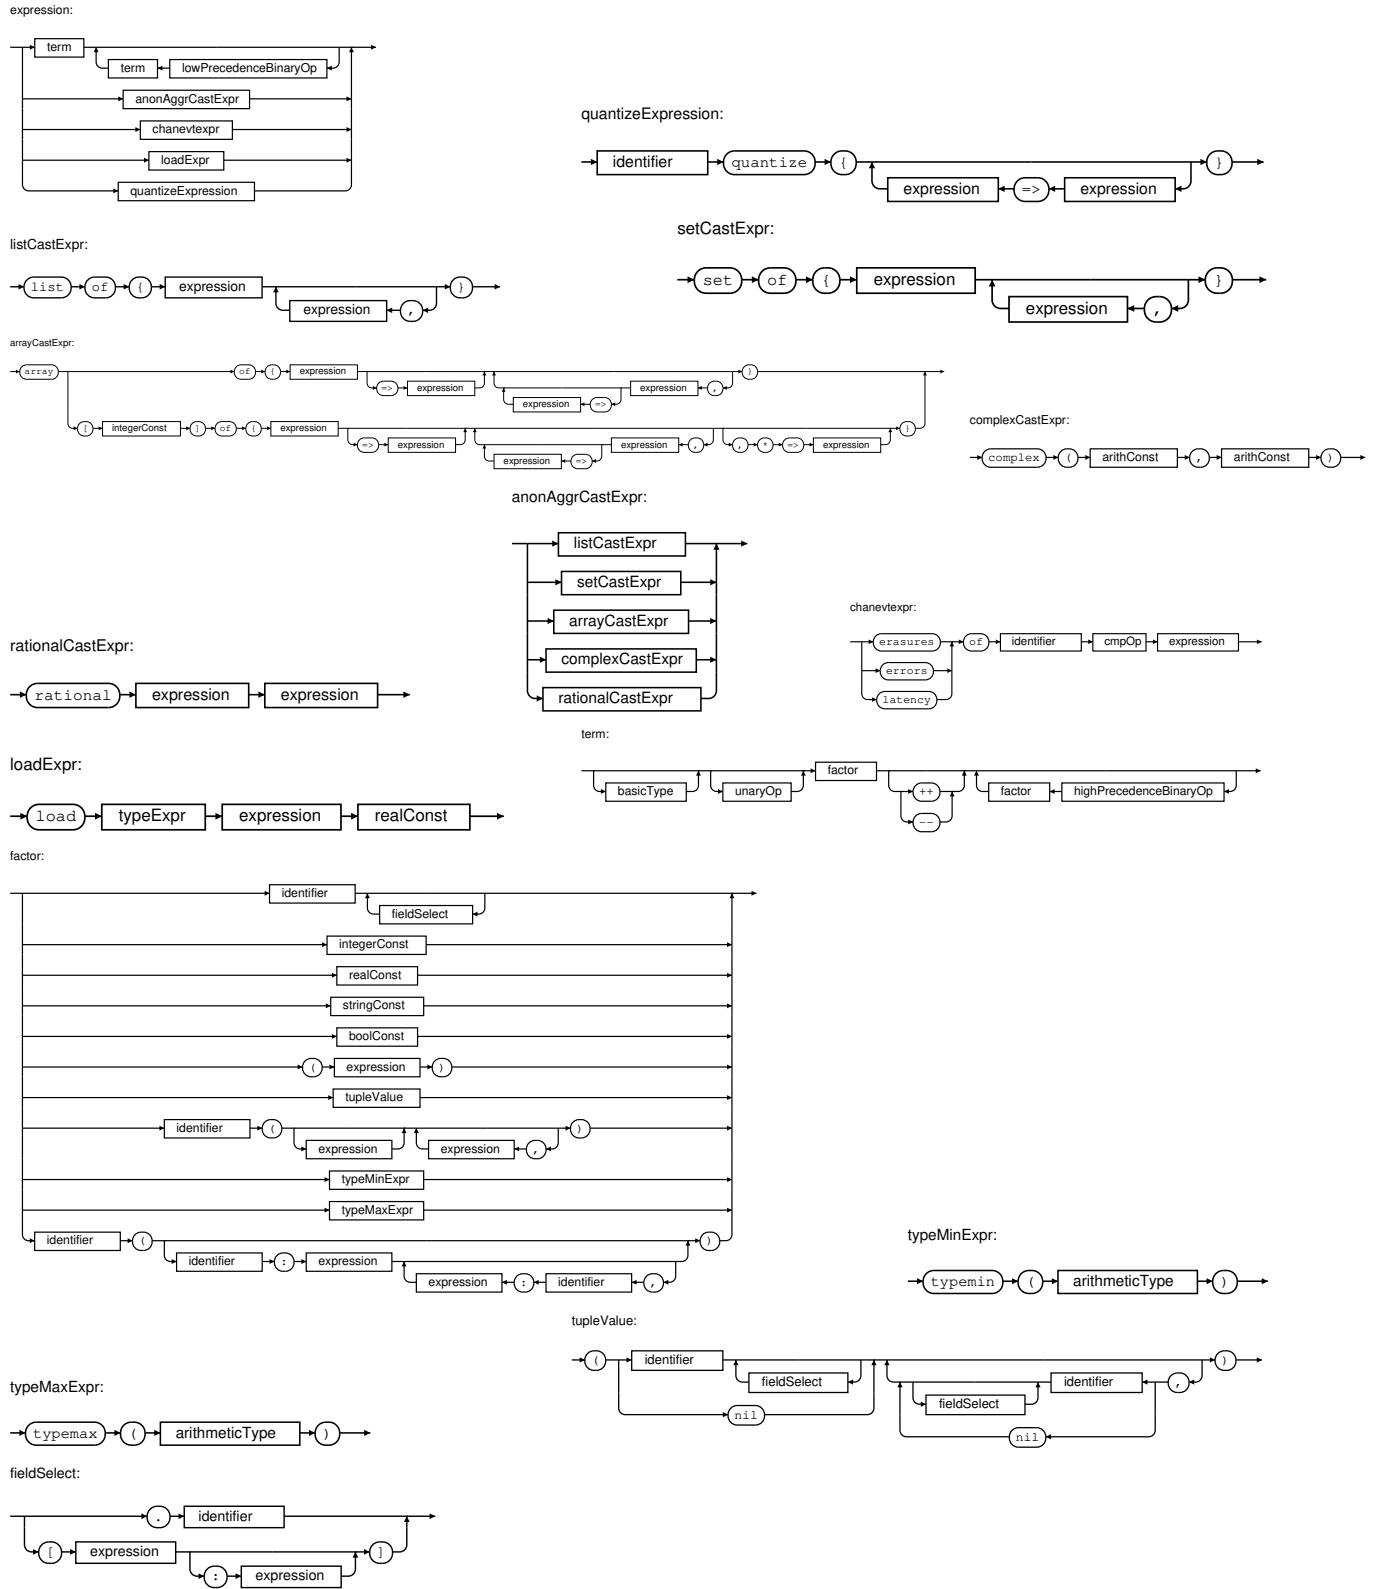 expression:
term
term lowPrecedenceBinaryOp
anonAggrCastExpr
chanevtexpr
loadExpr
quantizeExpression
quantizeExpression:
identifier quantize { }
expression => expression
setCastExpr:
set of { expression }
expression ,
listCastExpr:
list of { expression }
expression ,
arrayCastExpr:
array of { expression expression , }
=> expression expression =>
[ integerConst ] of { expression expression , , * => expression }
=> expression expression =>
complexCastExpr:
complex ( arithConst , arithConst )
anonAggrCastExpr:
listCastExpr
setCastExpr
arrayCastExpr
complexCastExpr
rationalCastExpr
chanevtexpr:
erasures of identifier cmpOp expression
errors
latency
rationalCastExpr:
rational expression expression
term:
factor
basicType unaryOp ++ factor highPrecedenceBinaryOp
--
loadExpr:
load typeExpr expression realConst
factor:
identifier
fieldSelect
integerConst
realConst
stringConst
boolConst
( expression )
tupleValue
identifier ( )
expression expression ,
typeMinExpr
typeMaxExpr
identifier ( )
identifier : expression
expression : identifier ,
typeMinExpr:
typemin ( arithmeticType )
tupleValue:
( identifier )
fieldSelect fieldSelect identifier ,
nil nil
typeMaxExpr:
typemax ( arithmeticType )
fieldSelect:
. identifier
[ expression ]
: expression